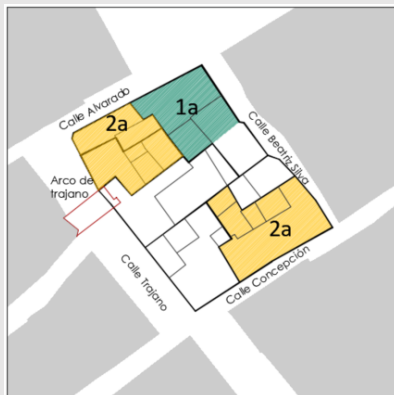 Calle Alvarado
1a
2a
Calle Beatriz Silva
Arco de
trajano
2a
Calle Trajano
Calle Concepción